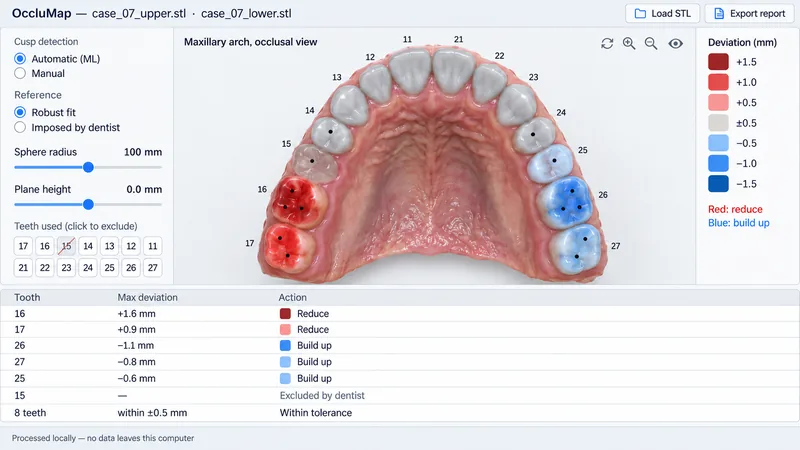 OccluMap — case_07_upper.stl · case_07_lower.stl
Load STL
Export report
Cusp detection
Automatic (ML)
Manual
Reference
Robust fit
Imposed by dentist
Sphere radius 100 mm
Plane height 0.0 mm
Teeth used (click to exclude)
17 16 15 14 13 12 11
21 22 23 24 25 26 27
Maxillary arch, occlusal view
11 21
12 22
13 23
14 24
15 25
16 26
17 27
Deviation (mm)
+1.5
+1.0
+0.5
±0.5
−0.5
−1.0
−1.5
Red: reduce
Blue: build up
Tooth Max deviation Action
16 +1.6 mm Reduce
17 +0.9 mm Reduce
26 −1.1 mm Build up
27 −0.8 mm Build up
25 −0.6 mm Build up
15 — Excluded by dentist
8 teeth within ±0.5 mm Within tolerance
Processed locally — no data leaves this computer